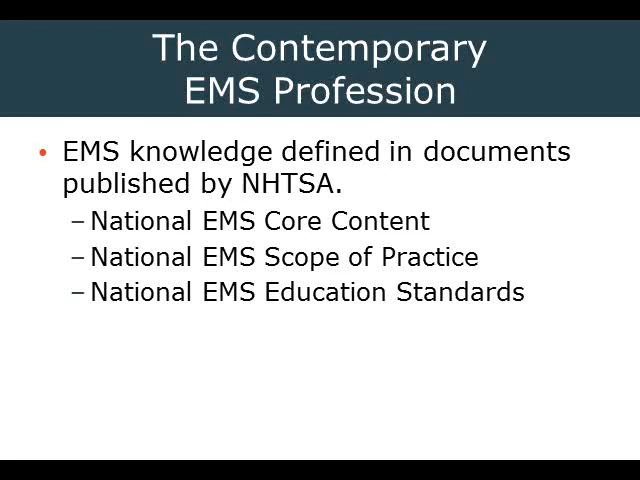 The Contemporary
EMS Profession
• EMS knowledge defined in documents
published by NHTSA.
– National EMS Core Content
– National EMS Scope of Practice
– National EMS Education Standards